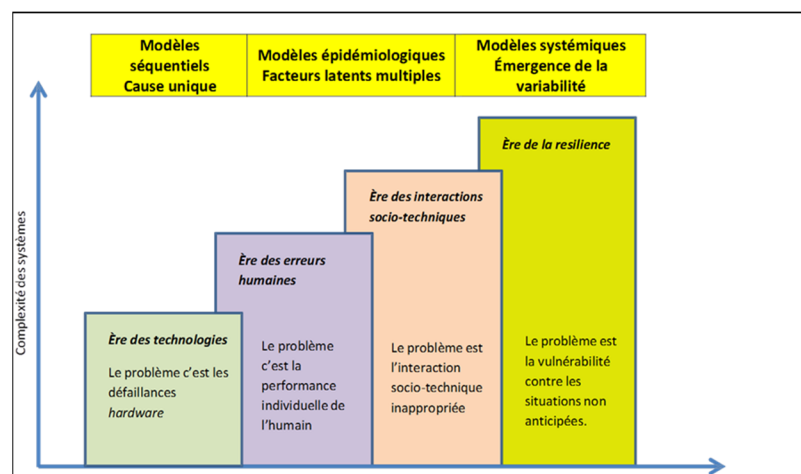 Modèles
séquentiels
Cause unique
Modèles épidémiologiques
Facteurs latents multiples
Modèles systémiques
Émergence de la
variabilité
Complexité des systèmes
Ère des technologies
Le problème c'est les
défaillances
hardware
Ère des erreurs
humaines
Le problème
c'est la
performance
individuelle de
l'humain
Ère des interactions
socio-techniques
Le problème est
l'interaction
socio-technique
inappropriée
Ère de la resilience
Le problème est
la vulnérabilité
contre les
situations non
anticipées.